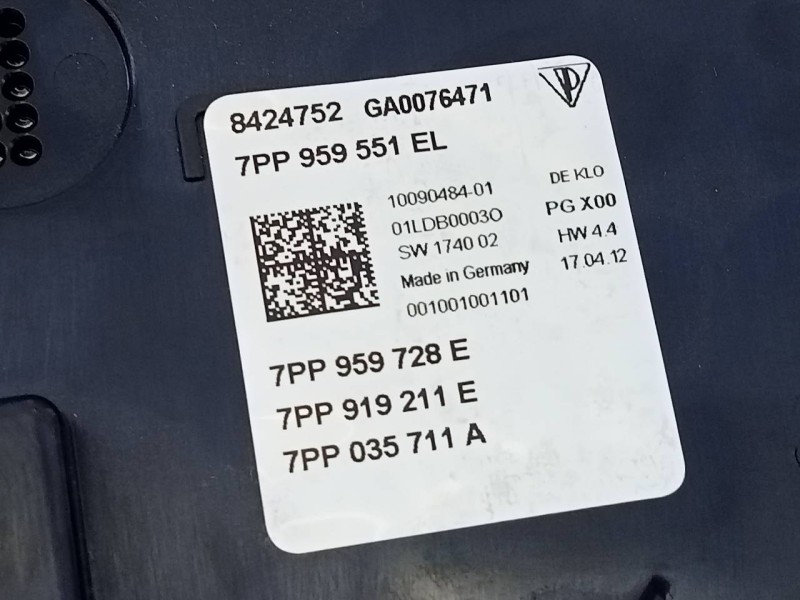 8424752 GA0076471
7PP 959 551 EL
10090484-01
01LDB0003O
SW 1740 02
Made in Germany
001001001101
DE KLO
PG X00
HW 4.4
17.04.12
7PP 959 728 E
7PP 919 211 E
7PP 035 711 A